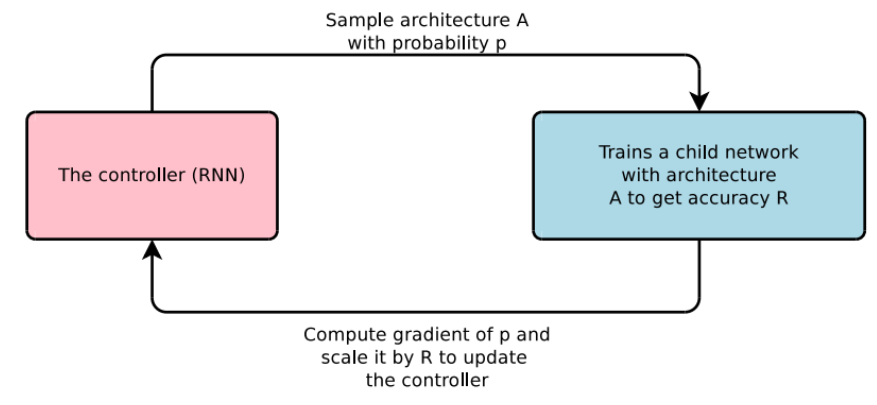 Sample architecture A
with probability p
The controller (RNN)
Trains a child network
with architecture
A to get accuracy R
Compute gradient of p and
scale it by R to update
the controller